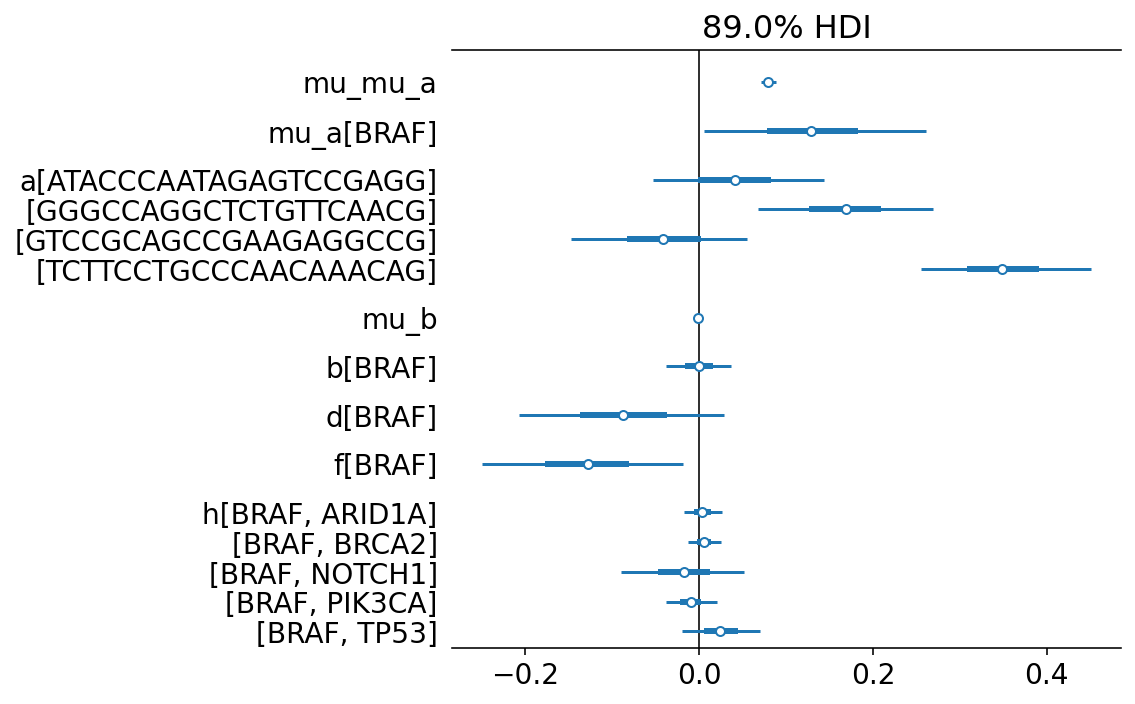 89.0% HDI
mu_mu_a
mu_a[BRAF]
a[ATACCCAATAGAGTCCGAGG]
[GGGCCAGGCTCTGTTCAACG]
[GTCCGCAGCCGAAGAGGCCG]
[TCTTCCTGCCCAACAAACAG]
mu_b
b[BRAF]
d[BRAF]
f[BRAF]
h[BRAF, ARID1A]
[BRAF, BRCA2]
[BRAF, NOTCH1]
[BRAF, PIK3CA]
[BRAF, TP53]
−0.2 0.0 0.2 0.4